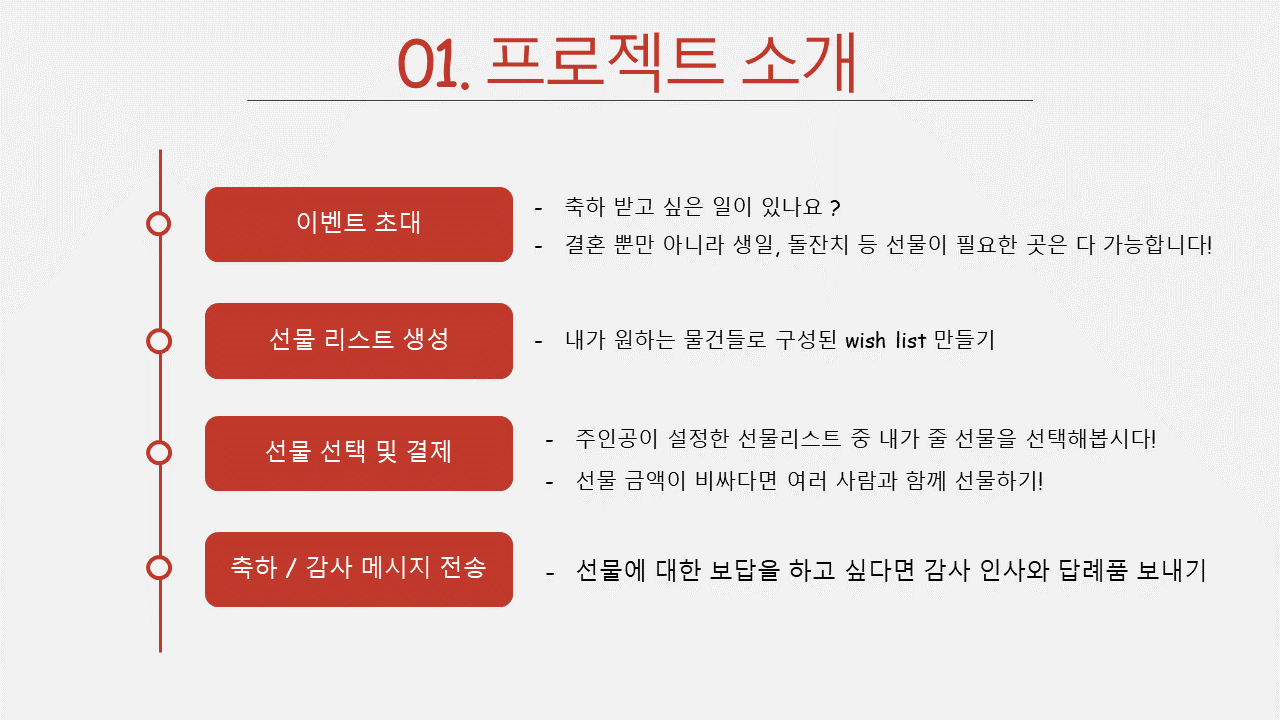 01. 프로젝트 소개
이벤트 초대
- 축하 받고 싶은 일이 있나요 ?
- 결혼 뿐만 아니라 생일, 돌잔치 등 선물이 필요한 곳은 다 가능합니다!
선물 리스트 생성
- 내가 원하는 물건들로 구성된 wish list 만들기
선물 선택 및 결제
- 주인공이 설정한 선물리스트 중 내가 줄 선물을 선택해봅시다!
- 선물 금액이 비싸다면 여러 사람과 함께 선물하기!
축하 / 감사 메시지 전송
- 선물에 대한 보답을 하고 싶다면 감사 인사와 답례품 보내기